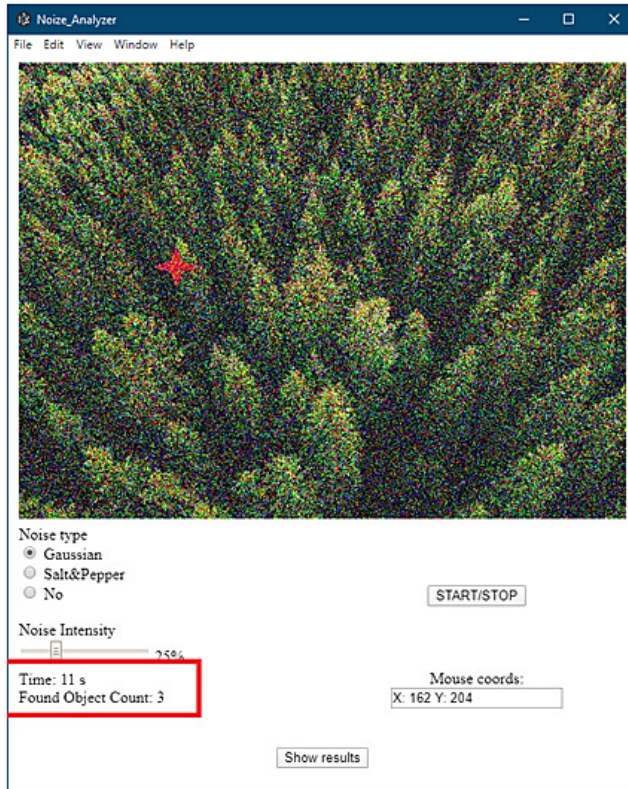 Noize_Analyzer
File Edit View Window Help
Noise type
Gaussian
Salt&Pepper
No
START/STOP
Noise Intensity
25%
Time: 11 s
Found Object Count: 3
Mouse coords:
X: 162 Y: 204
Show results